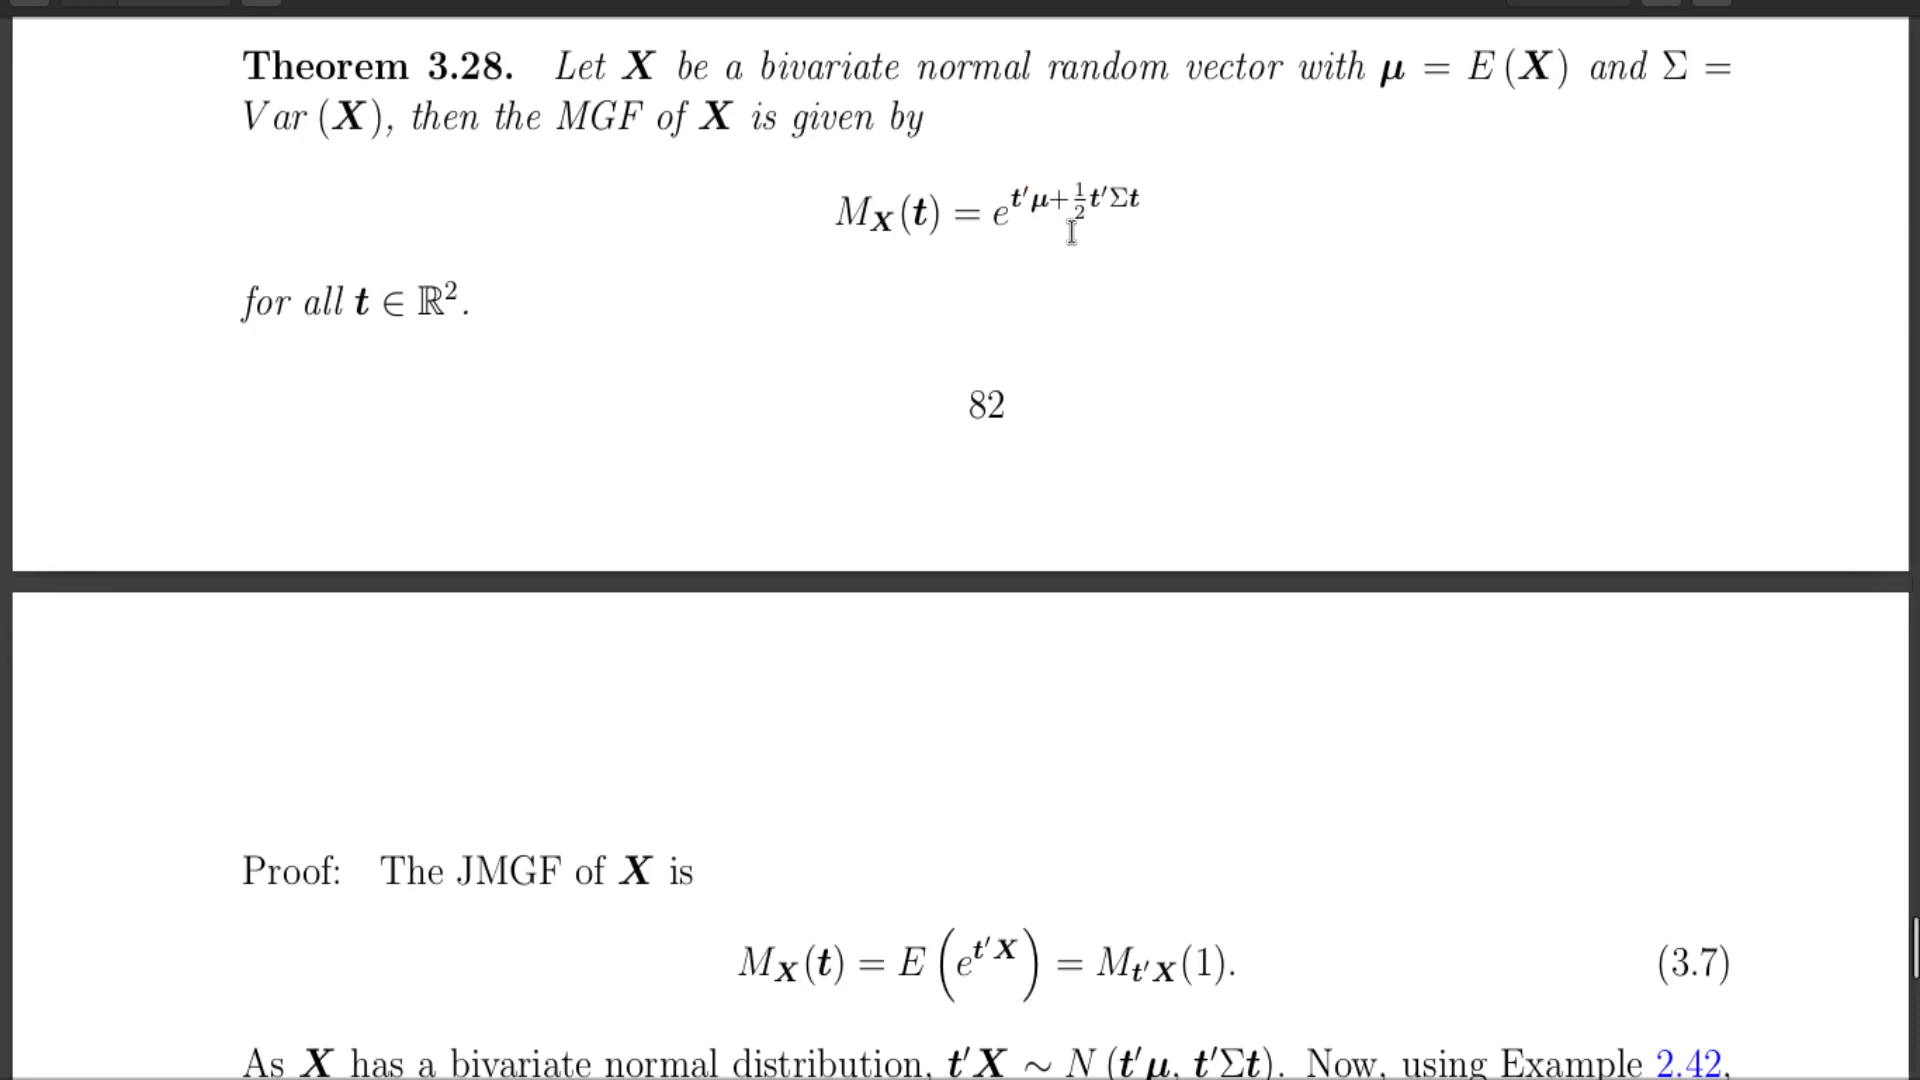 Theorem 3.28. Let X be a bivariate normal random vector with μ = E (X) and Σ =
Var (X), then the MGF of X is given by
M_X(t) = e^{t′μ+½t′Σt}
for all t ∈ ℝ².
82
Proof: The JMGF of X is
M_X(t) = E (e^{t′X}) = M_{t′X}(1). (3.7)
As X has a bivariate normal distribution, t′X ∼ N (t′μ, t′Σt). Now, using Example 2.42,